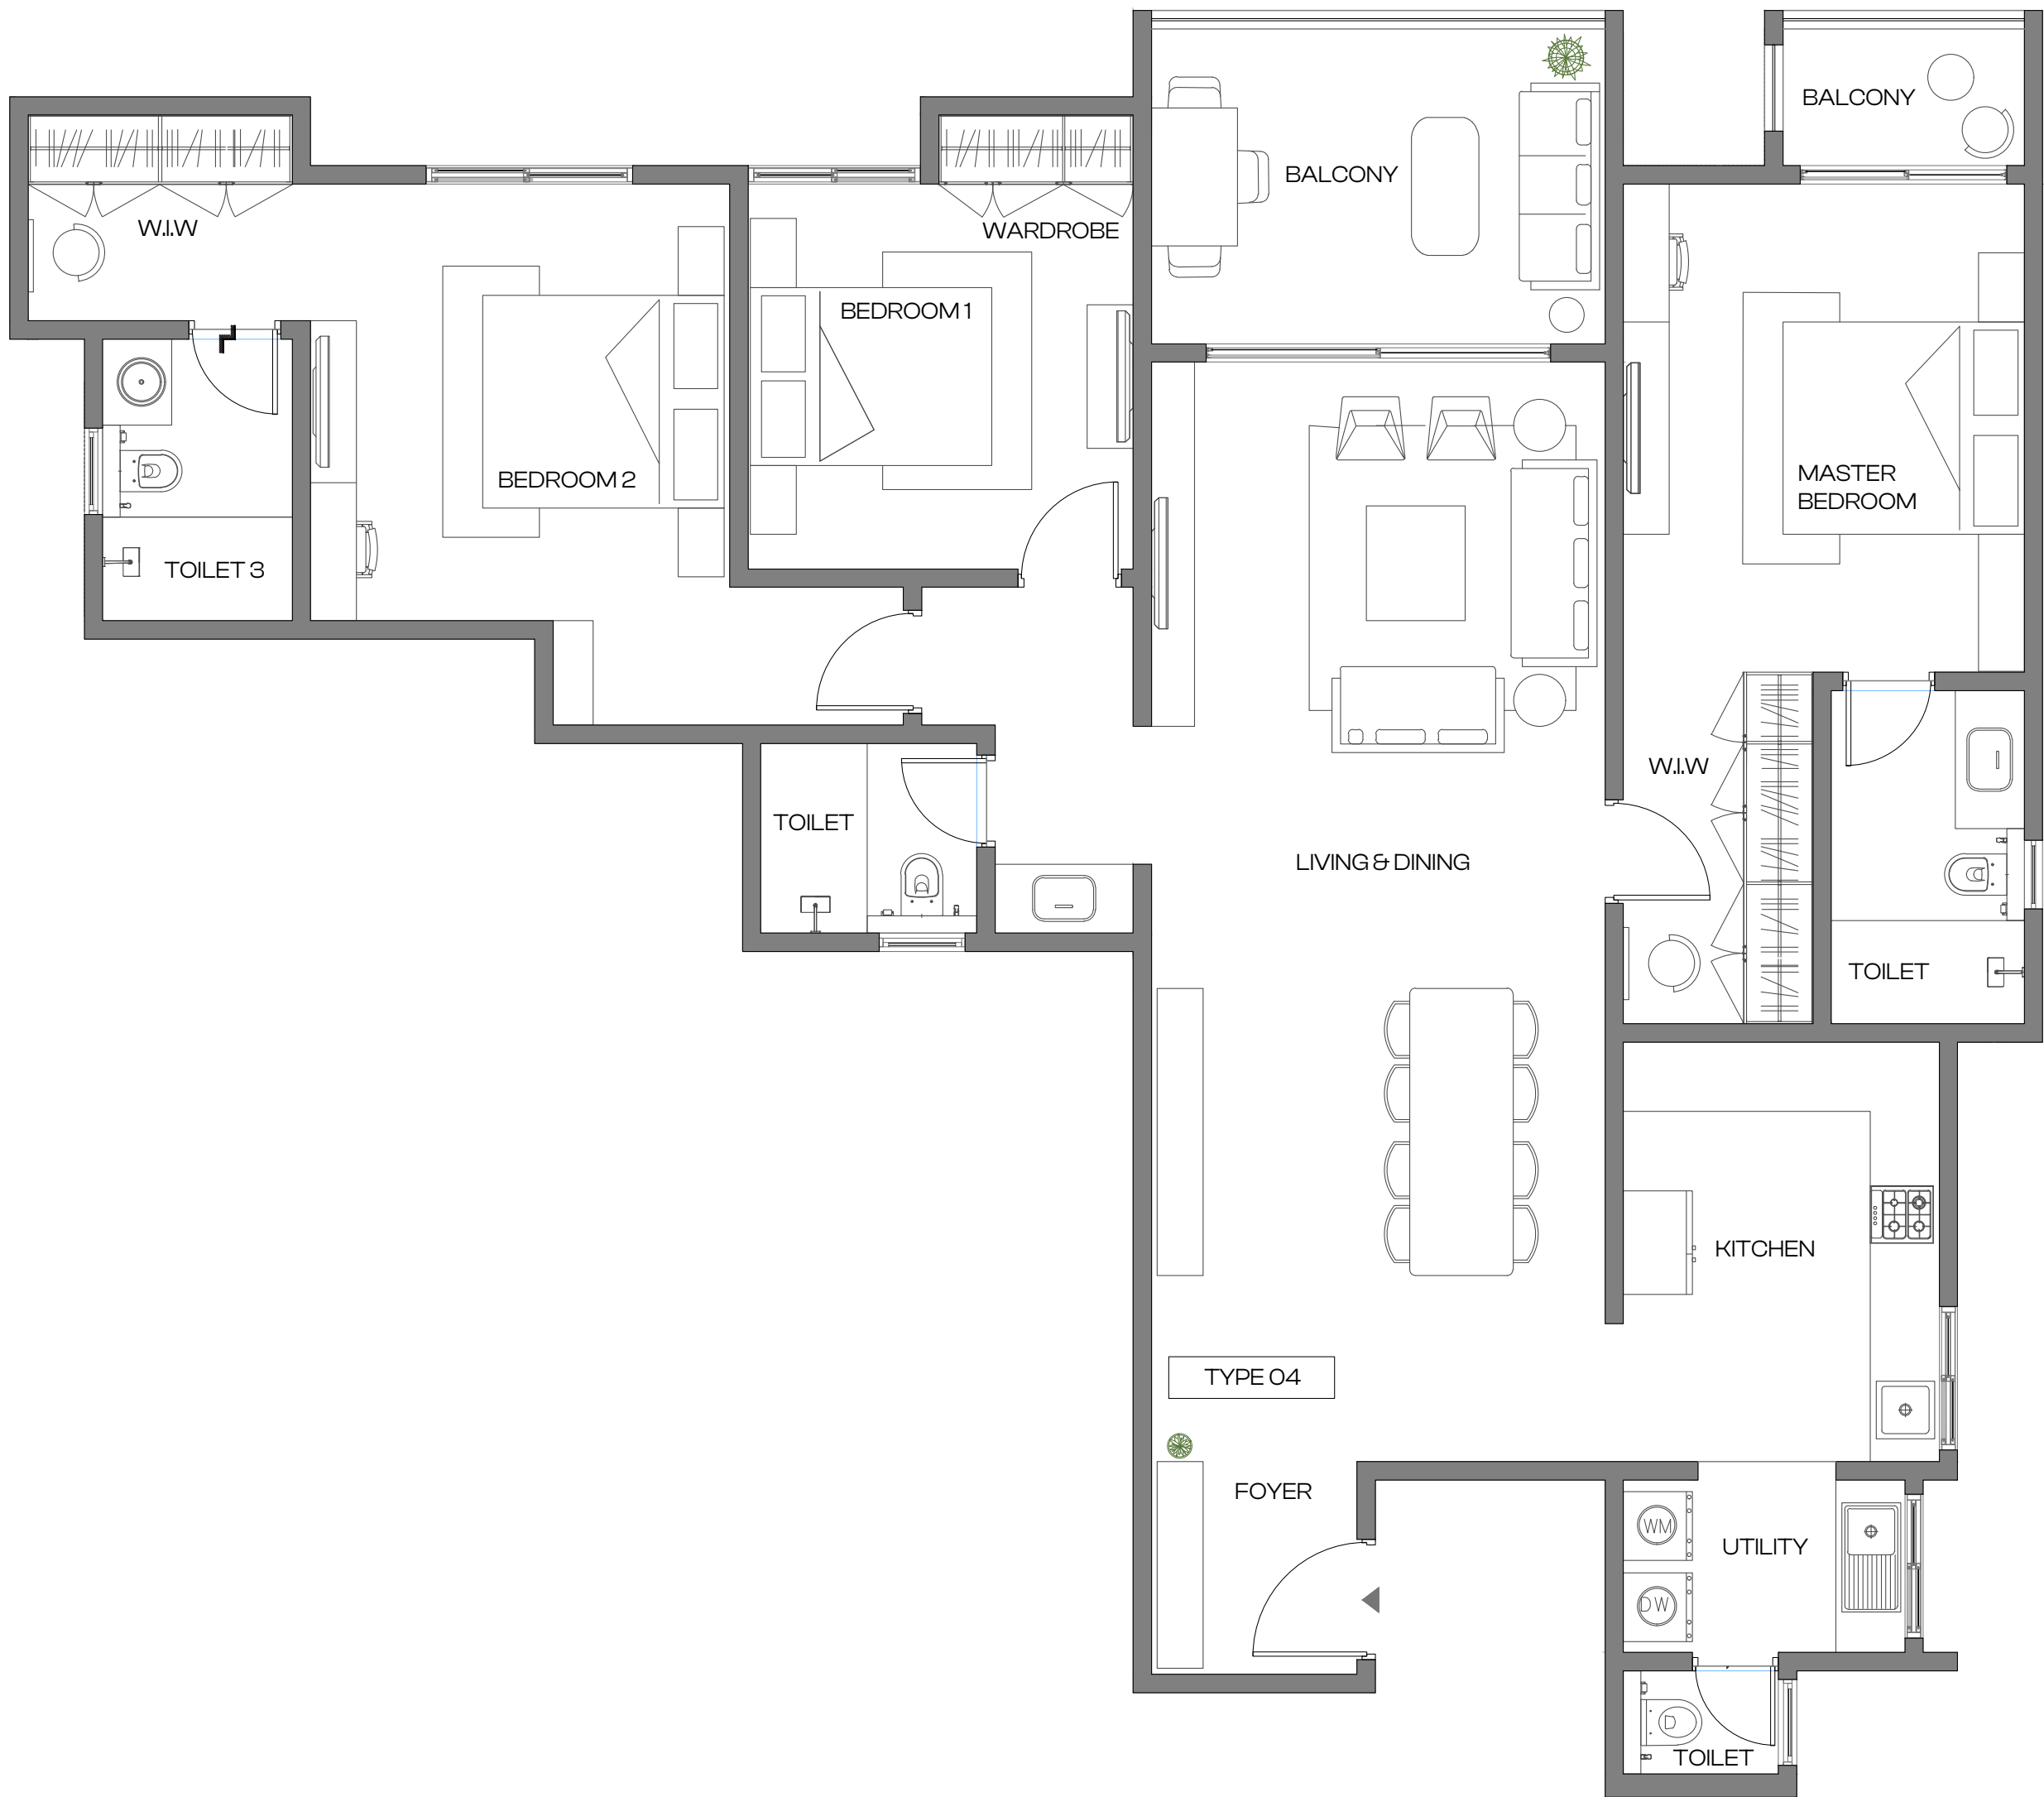 BALCONY
BALCONY
W.I.W
WARDROBE
BEDROOM 1
BEDROOM 2
MASTER
BEDROOM
TOILET 3
W.I.W
TOILET
LIVING & DINING
TOILET
KITCHEN
TYPE 04
FOYER
WM
UTILITY
DW
TOILET